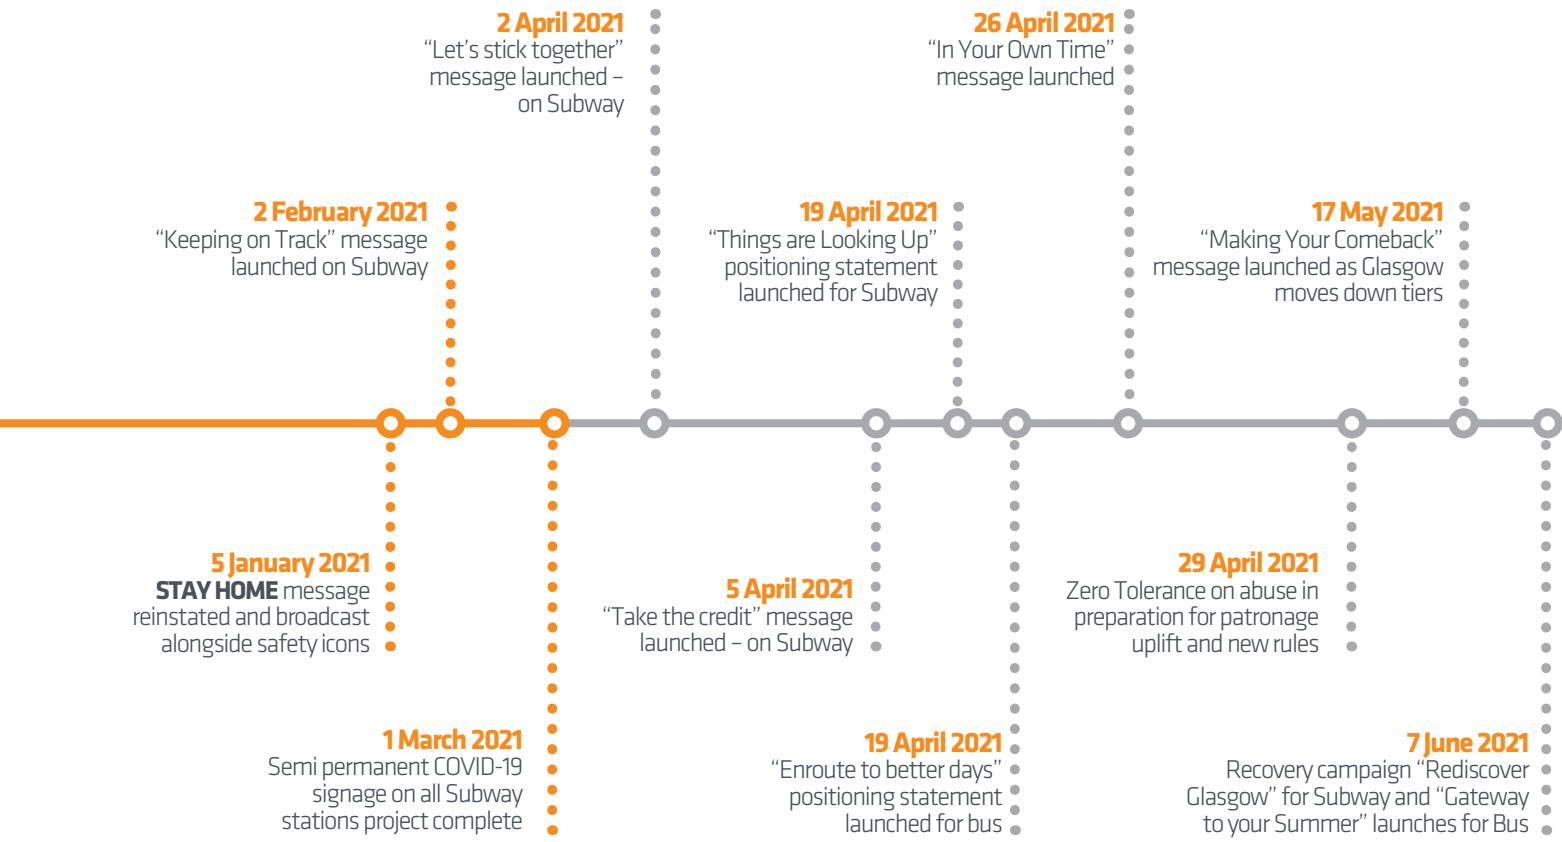 2 April 2021
“Let’s stick together”
message launched –
on Subway
26 April 2021
“In Your Own Time”
message launched
2 February 2021
“Keeping on Track” message
launched on Subway
19 April 2021
“Things are Looking Up”
positioning statement
launched for Subway
17 May 2021
“Making Your Comeback”
message launched as Glasgow
moves down tiers
5 January 2021
STAY HOME message
reinstated and broadcast
alongside safety icons
5 April 2021
“Take the credit” message
launched – on Subway
29 April 2021
Zero Tolerance on abuse in
preparation for patronage
uplift and new rules
1 March 2021
Semi permanent COVID-19
signage on all Subway
stations project complete
19 April 2021
“Enroute to better days”
positioning statement
launched for bus
7 June 2021
Recovery campaign “Rediscover
Glasgow” for Subway and “Gateway
to your Summer” launches for Bus